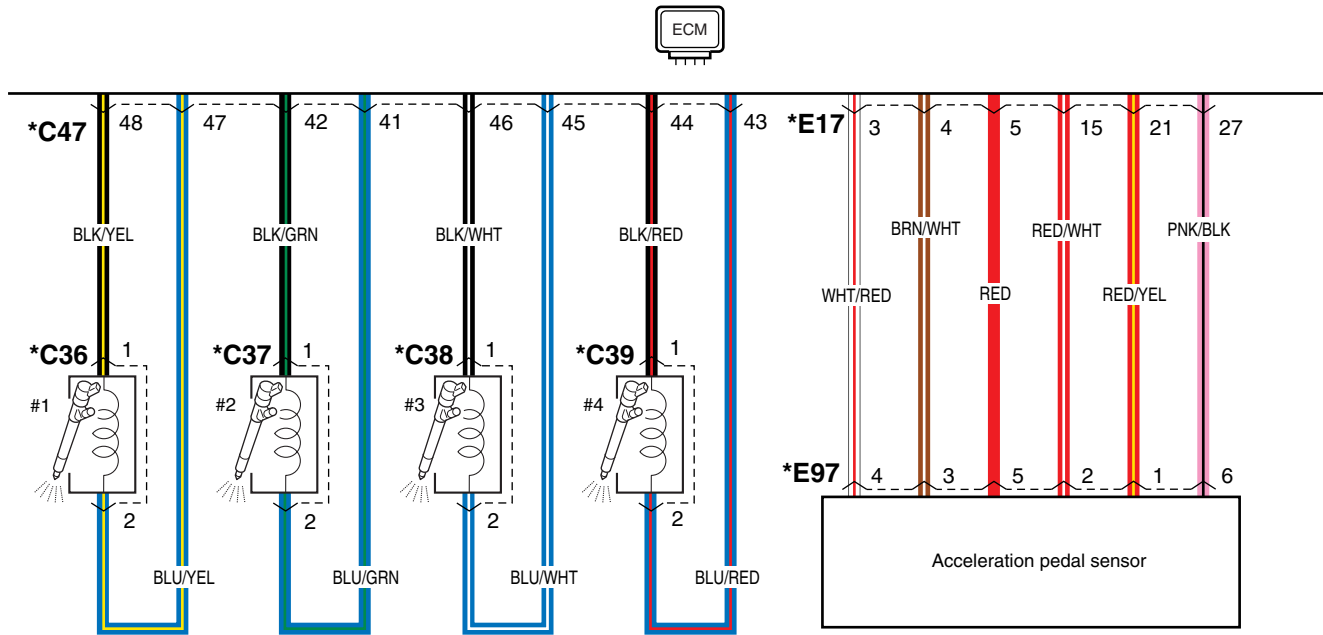 ECM
*C47 48 47 42 41 46 45 44 43 *E17 3 4 5 15 21 27
BLK/YEL BLK/GRN BLK/WHT BLK/RED BRN/WHT RED/WHT PNK/BLK
WHT/RED RED RED/YEL
*C36 1 *C37 1 *C38 1 *C39 1
#1 #2 #3 #4
*E97 4 3 5 2 1 6
2 2 2 2
Acceleration pedal sensor
BLU/YEL BLU/GRN BLU/WHT BLU/RED